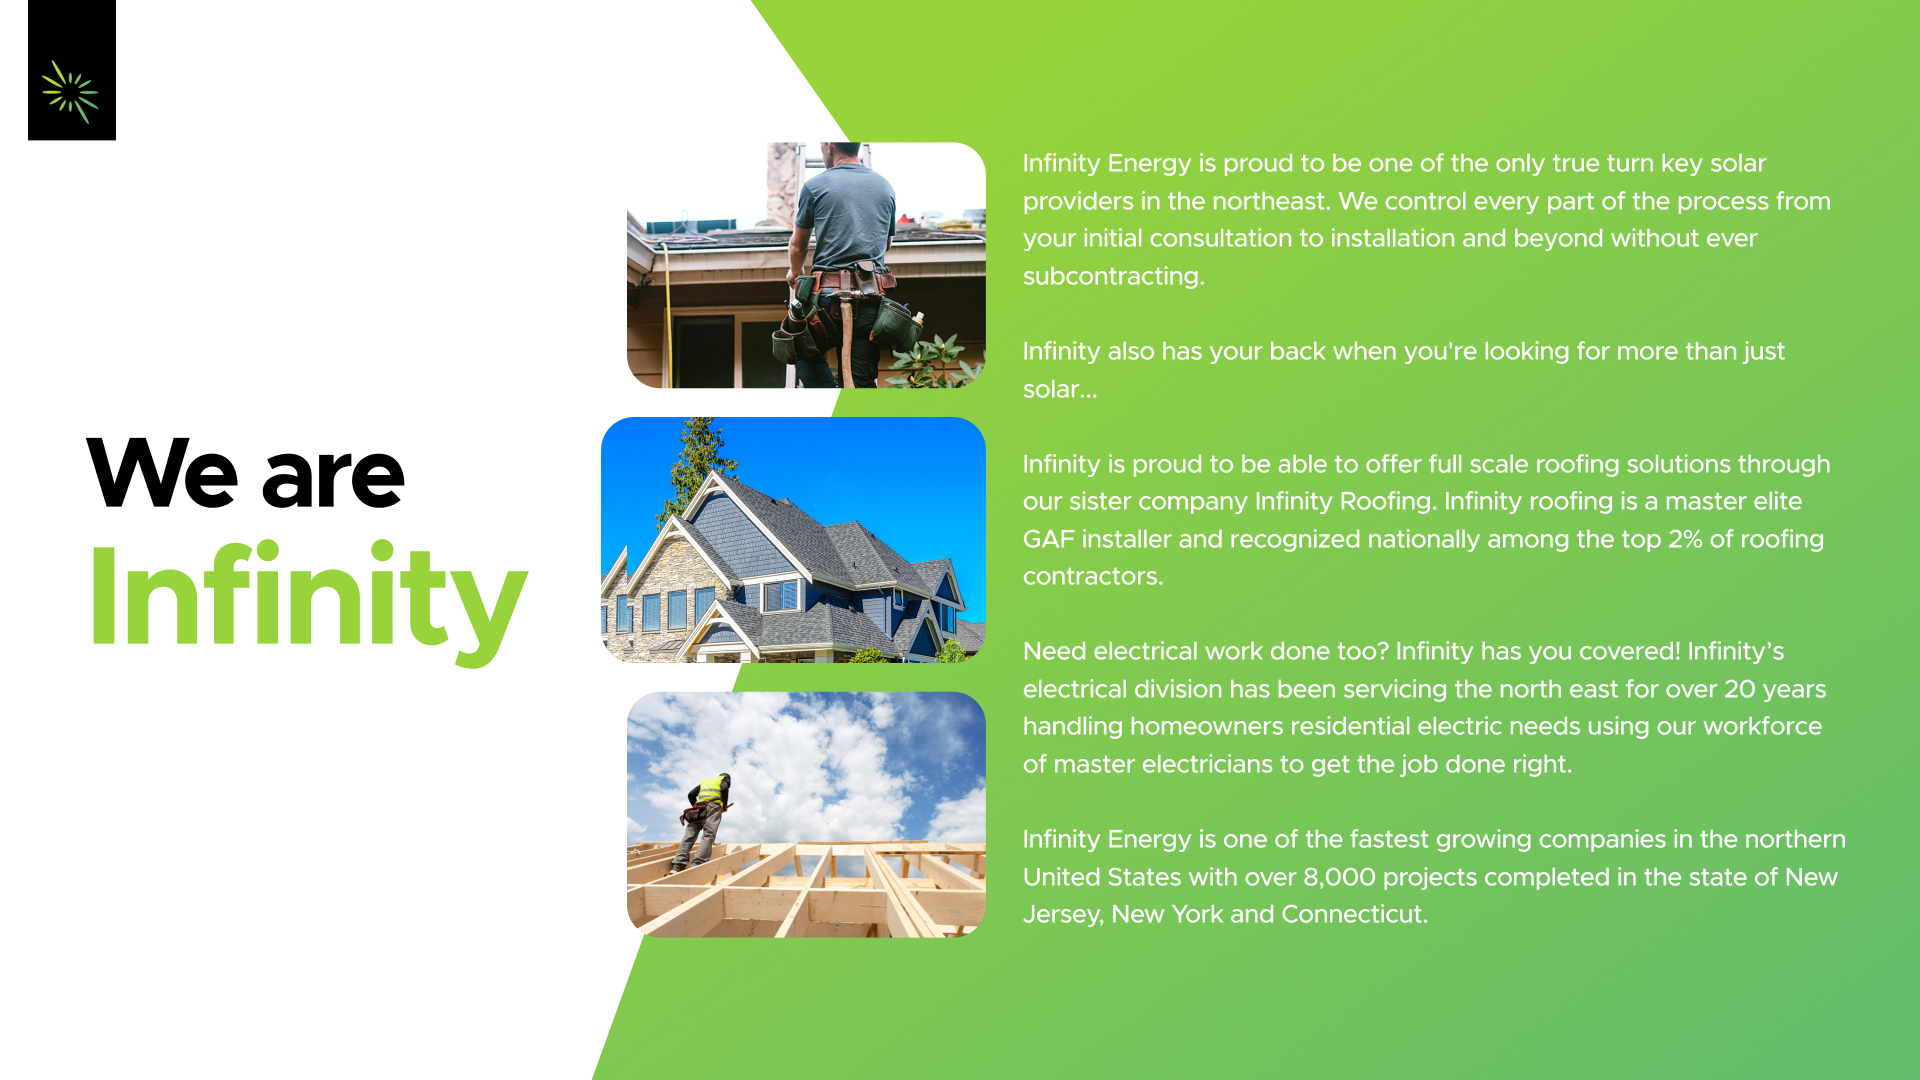 We are
Infinity
Infinity Energy is proud to be one of the only true turn key solar
providers in the northeast. We control every part of the process from
your initial consultation to installation and beyond without ever
subcontracting.
Infinity also has your back when you're looking for more than just
solar...
Infinity is proud to be able to offer full scale roofing solutions through
our sister company Infinity Roofing. Infinity roofing is a master elite
GAF installer and recognized nationally among the top 2% of roofing
contractors.
Need electrical work done too? Infinity has you covered! Infinity’s
electrical division has been servicing the north east for over 20 years
handling homeowners residential electric needs using our workforce
of master electricians to get the job done right.
Infinity Energy is one of the fastest growing companies in the northern
United States with over 8,000 projects completed in the state of New
Jersey, New York and Connecticut.